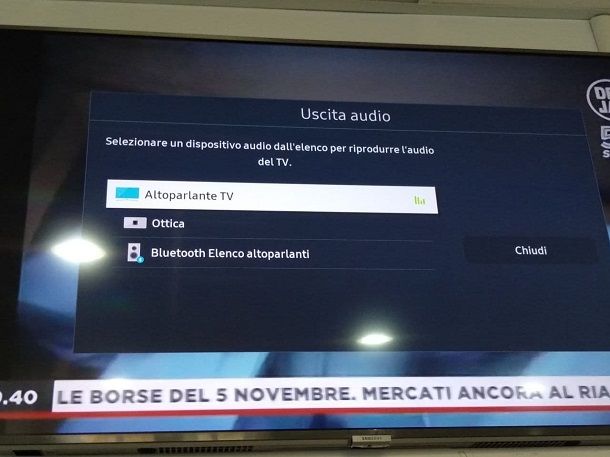 Uscita audio
Selezionare un dispositivo audio dall'elenco per riprodurre l'audio
del TV.
Altoparlante TV
Ottica
Bluetooth Elenco altoparlanti
Chiudi
.40
LE BORSE DEL 5 NOVEMBRE. MERCATI ANCORA AL RIA
SAMSUNG